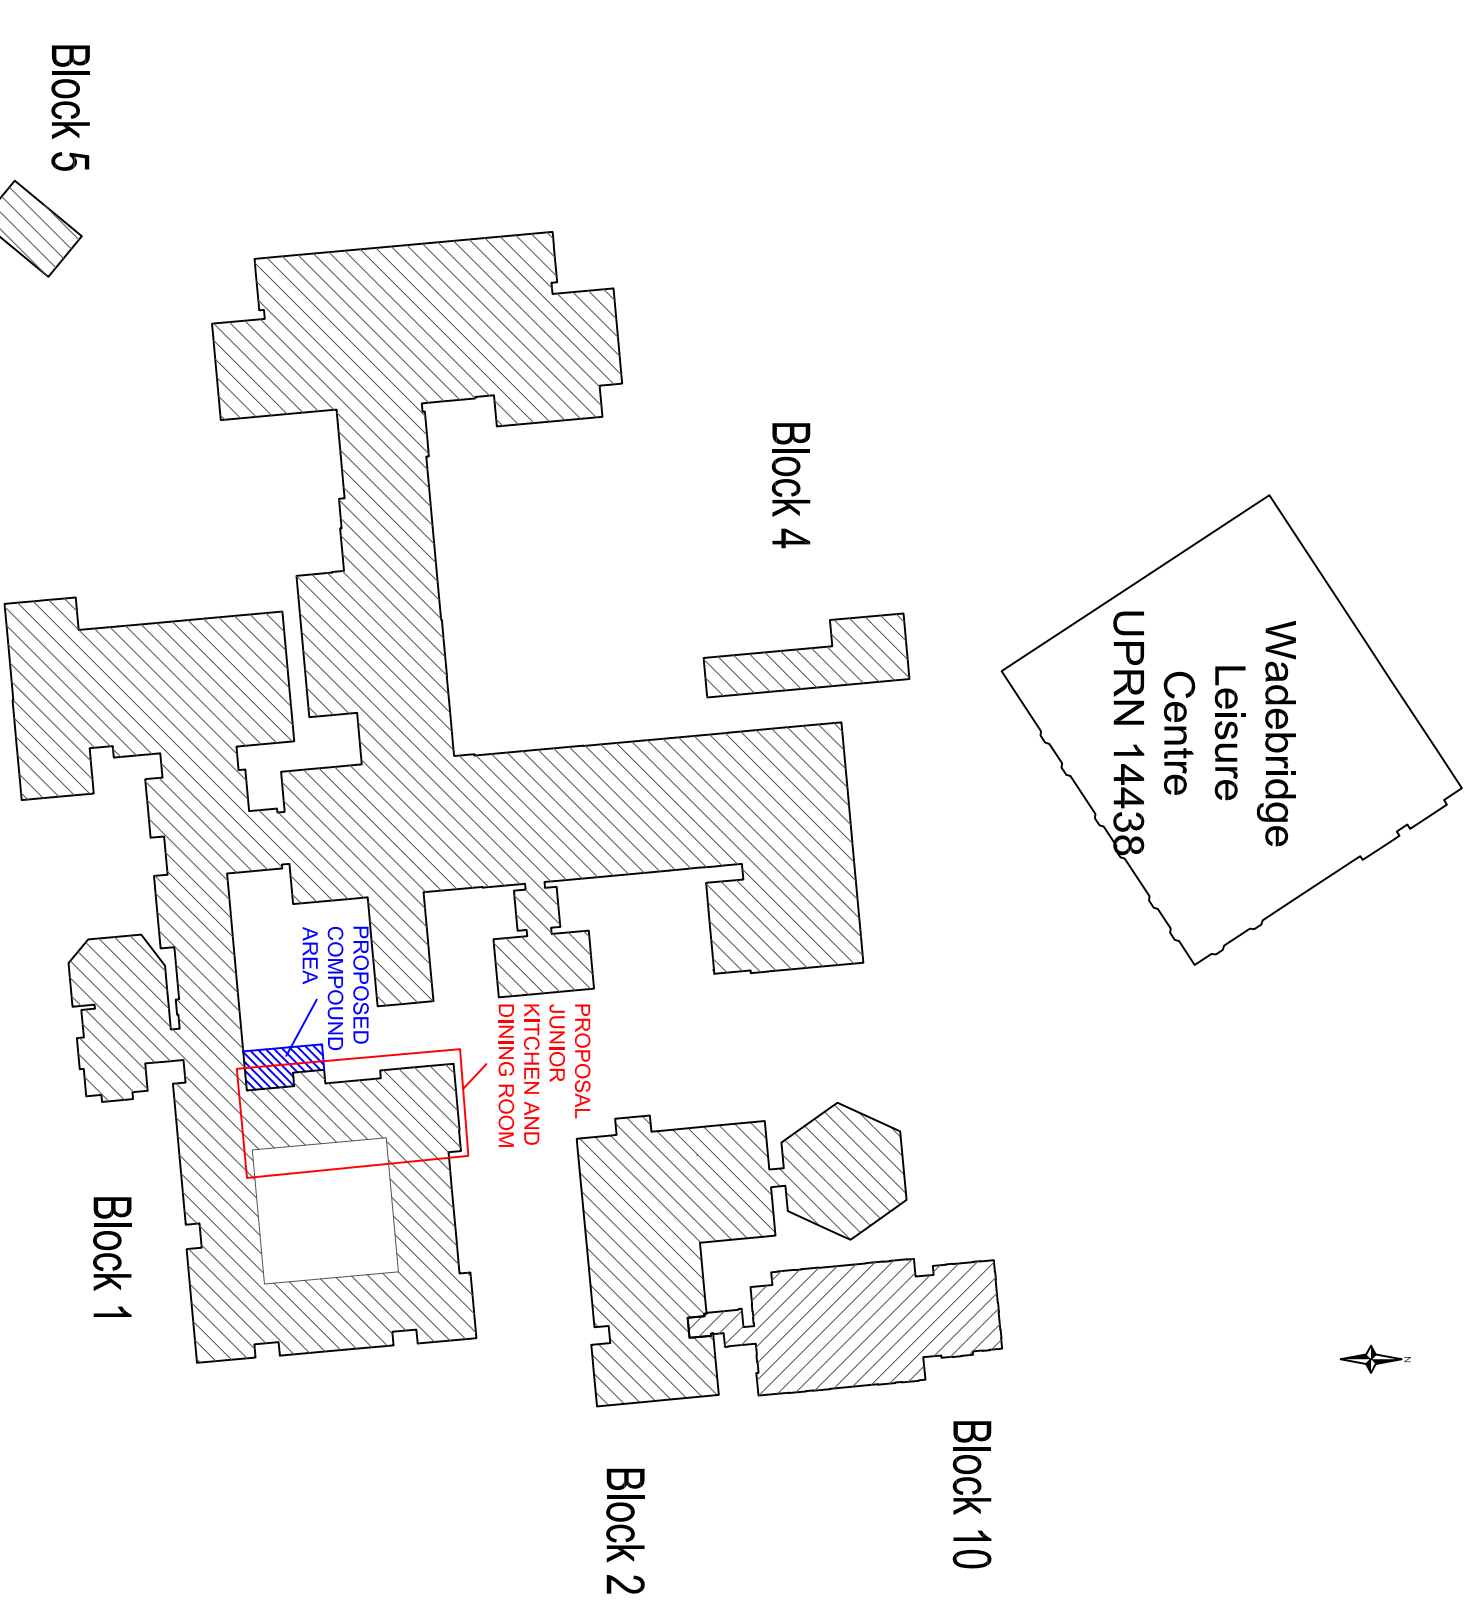 Wadebridge
Leisure
Centre
UPRN 14438
N
Block 10
Block 4
Block 2
PROPOSAL
JUNIOR
KITCHEN AND
DINING ROOM
PROPOSED
COMPOUND
AREA
Block 1
Block 5